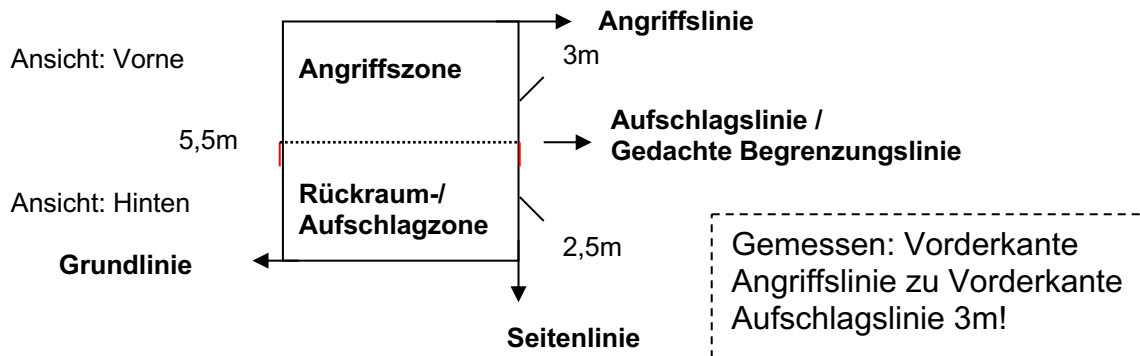 Angriffslinie
Ansicht: Vorne
3m
Angriffszone
Aufschlagslinie /
Gedachte Begrenzungslinie
5,5m
Rückraum-/
Aufschlagzone
Ansicht: Hinten
2,5m
Grundlinie
Seitenlinie
Gemessen: Vorderkante
Angriffslinie zu Vorderkante
Aufschlagslinie 3m!